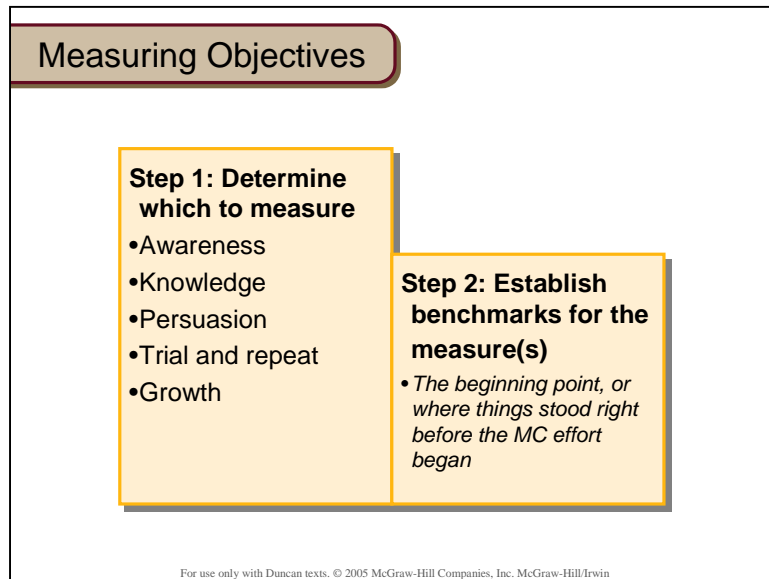 Measuring Objectives
Step 1: Determine
which to measure
•Awareness
•Knowledge
•Persuasion
•Trial and repeat
•Growth
Step 2: Establish
benchmarks for the
measure(s)
• The beginning point, or
where things stood right
before the MC effort
began
For use only with Duncan texts. © 2005 McGraw-Hill Companies, Inc. McGraw-Hill/Irwin